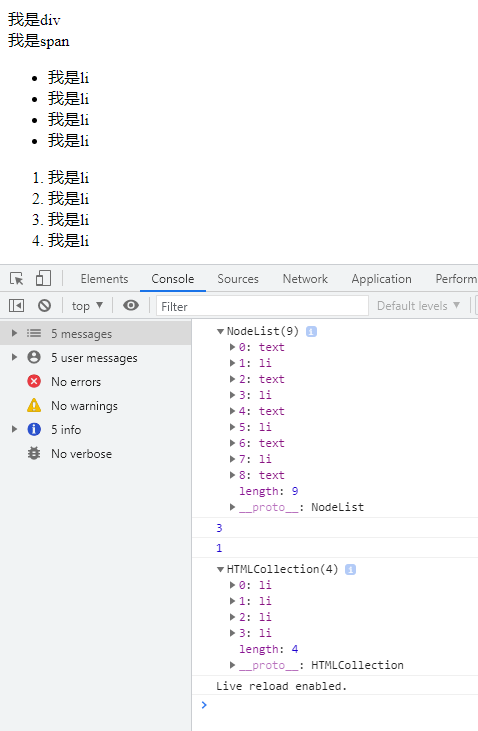 我是div
我是span
• 我是li
• 我是li
• 我是li
• 我是li
1. 我是li
2. 我是li
3. 我是li
4. 我是li
Elements Console Sources Network Application Perform
top ▼ Filter Default levels ▼
5 messages
5 user messages
No errors
No warnings
5 info
No verbose
NodeList(9) i
0: text
1: li
2: text
3: li
4: text
5: li
6: text
7: li
8: text
length: 9
__proto__: NodeList
3
1
HTMLCollection(4) i
0: li
1: li
2: li
3: li
length: 4
__proto__: HTMLCollection
Live reload enabled.
>